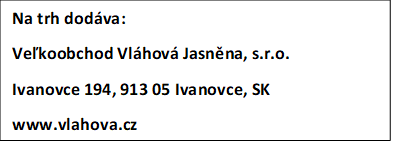 Na trh dodáva:
Veľkoobchod Vláhová Jasněna, s.r.o.
Ivanovce 194, 913 05 Ivanovce, SK
www.vlahova.cz